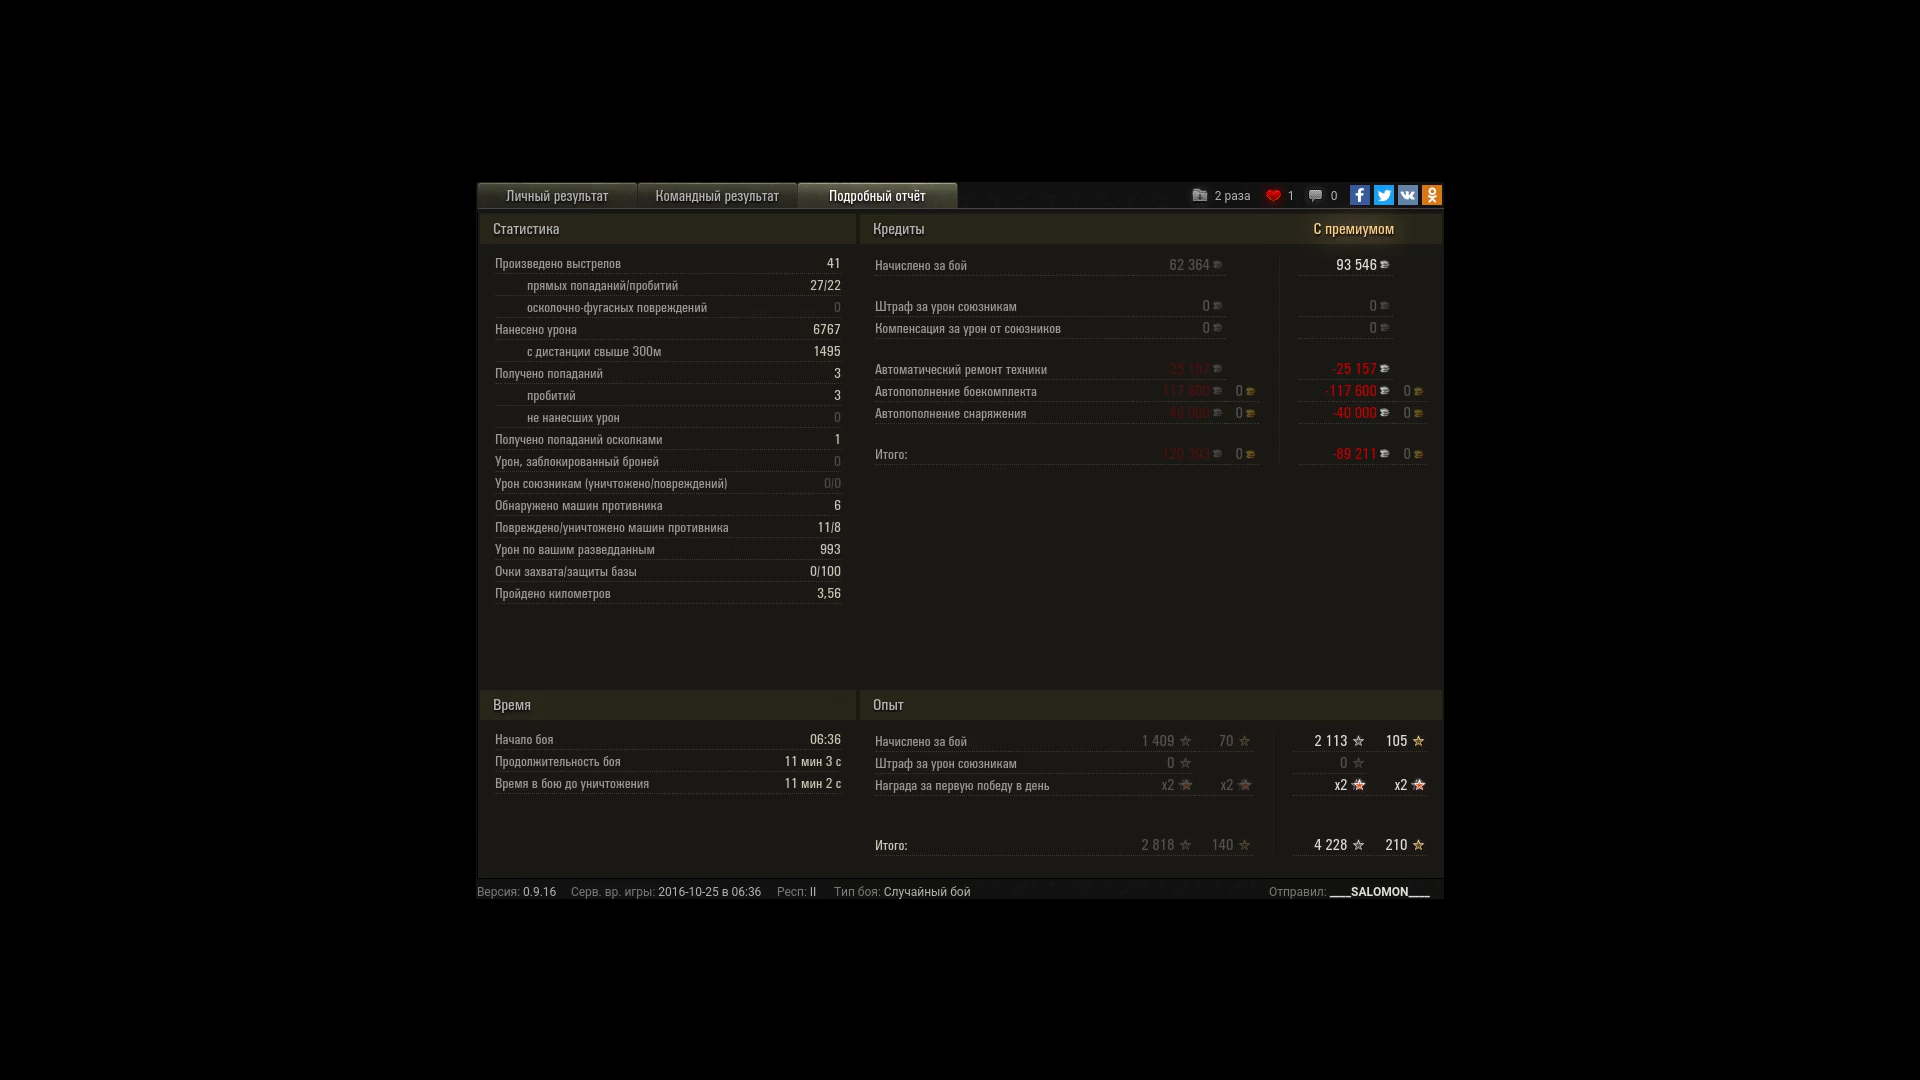 Личный результат Командный результат Подробный отчёт 2 раза 1 0
Статистика
Произведено выстрелов 41
прямых попаданий/пробитий 27/22
осколочно-фугасных повреждений 0
Нанесено урона 6767
с дистанции свыше 300м 1495
Получено попаданий 3
пробитий 3
не нанесших урон 0
Получено попаданий осколками 1
Урон, заблокированный броней 0
Урон союзникам (уничтожено/повреждений) 0/0
Обнаружено машин противника 6
Повреждено/уничтожено машин противника 11/8
Урон по вашим разведданным 993
Очки захвата/защиты базы 0/100
Пройдено километров 3,56
Кредиты С премиумом
Начислено за бой 62 364 93 546
Штраф за урон союзникам 0 0
Компенсация за урон от союзников 0 0
Автоматический ремонт техники -25 157 -25 157
Автопополнение боекомплекта -117 600 0 -117 600 0
Автопополнение снаряжения -40 000 0 -40 000 0
Итого: -120 393 0 -89 211 0
Время
Начало боя 06:36
Продолжительность боя 11 мин 3 с
Время в бою до уничтожения 11 мин 2 с
Опыт
Начислено за бой 1 409 70 2 113 105
Штраф за урон союзникам 0 0
Награда за первую победу в день x2 x2 x2 x2
Итого: 2 818 140 4 228 210
Версия: 0.9.16 Серв. вр. игры: 2016-10-25 в 06:36 Респ: II Тип боя: Случайный бой Отправил: ____SALOMON____